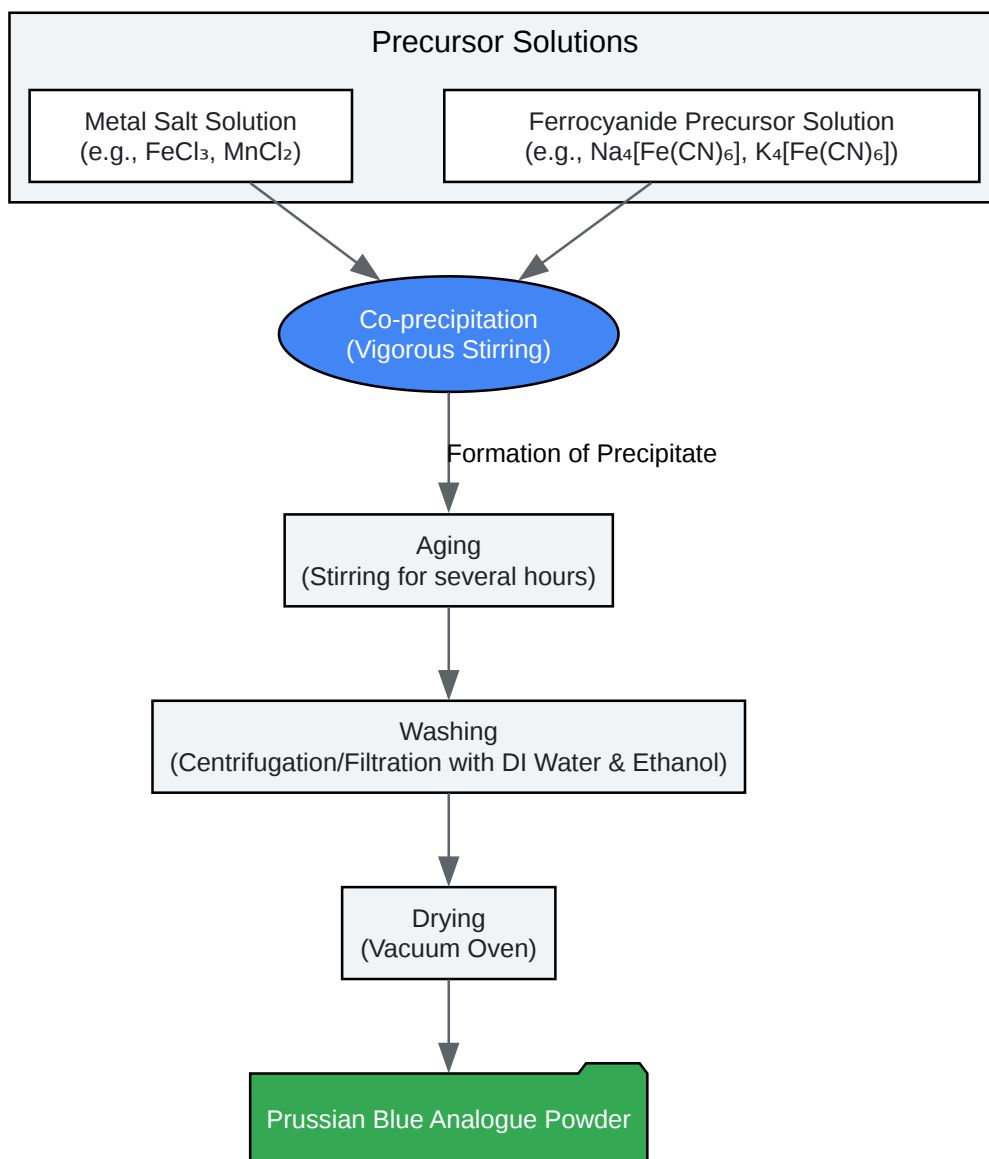 Precursor Solutions
Metal Salt Solution
(e.g., FeCl₃, MnCl₂)
Ferrocyanide Precursor Solution
(e.g., Na₄[Fe(CN)₆], K₄[Fe(CN)₆])
Co-precipitation
(Vigorous Stirring)
Formation of Precipitate
Aging
(Stirring for several hours)
Washing
(Centrifugation/Filtration with DI Water & Ethanol)
Drying
(Vacuum Oven)
Prussian Blue Analogue Powder